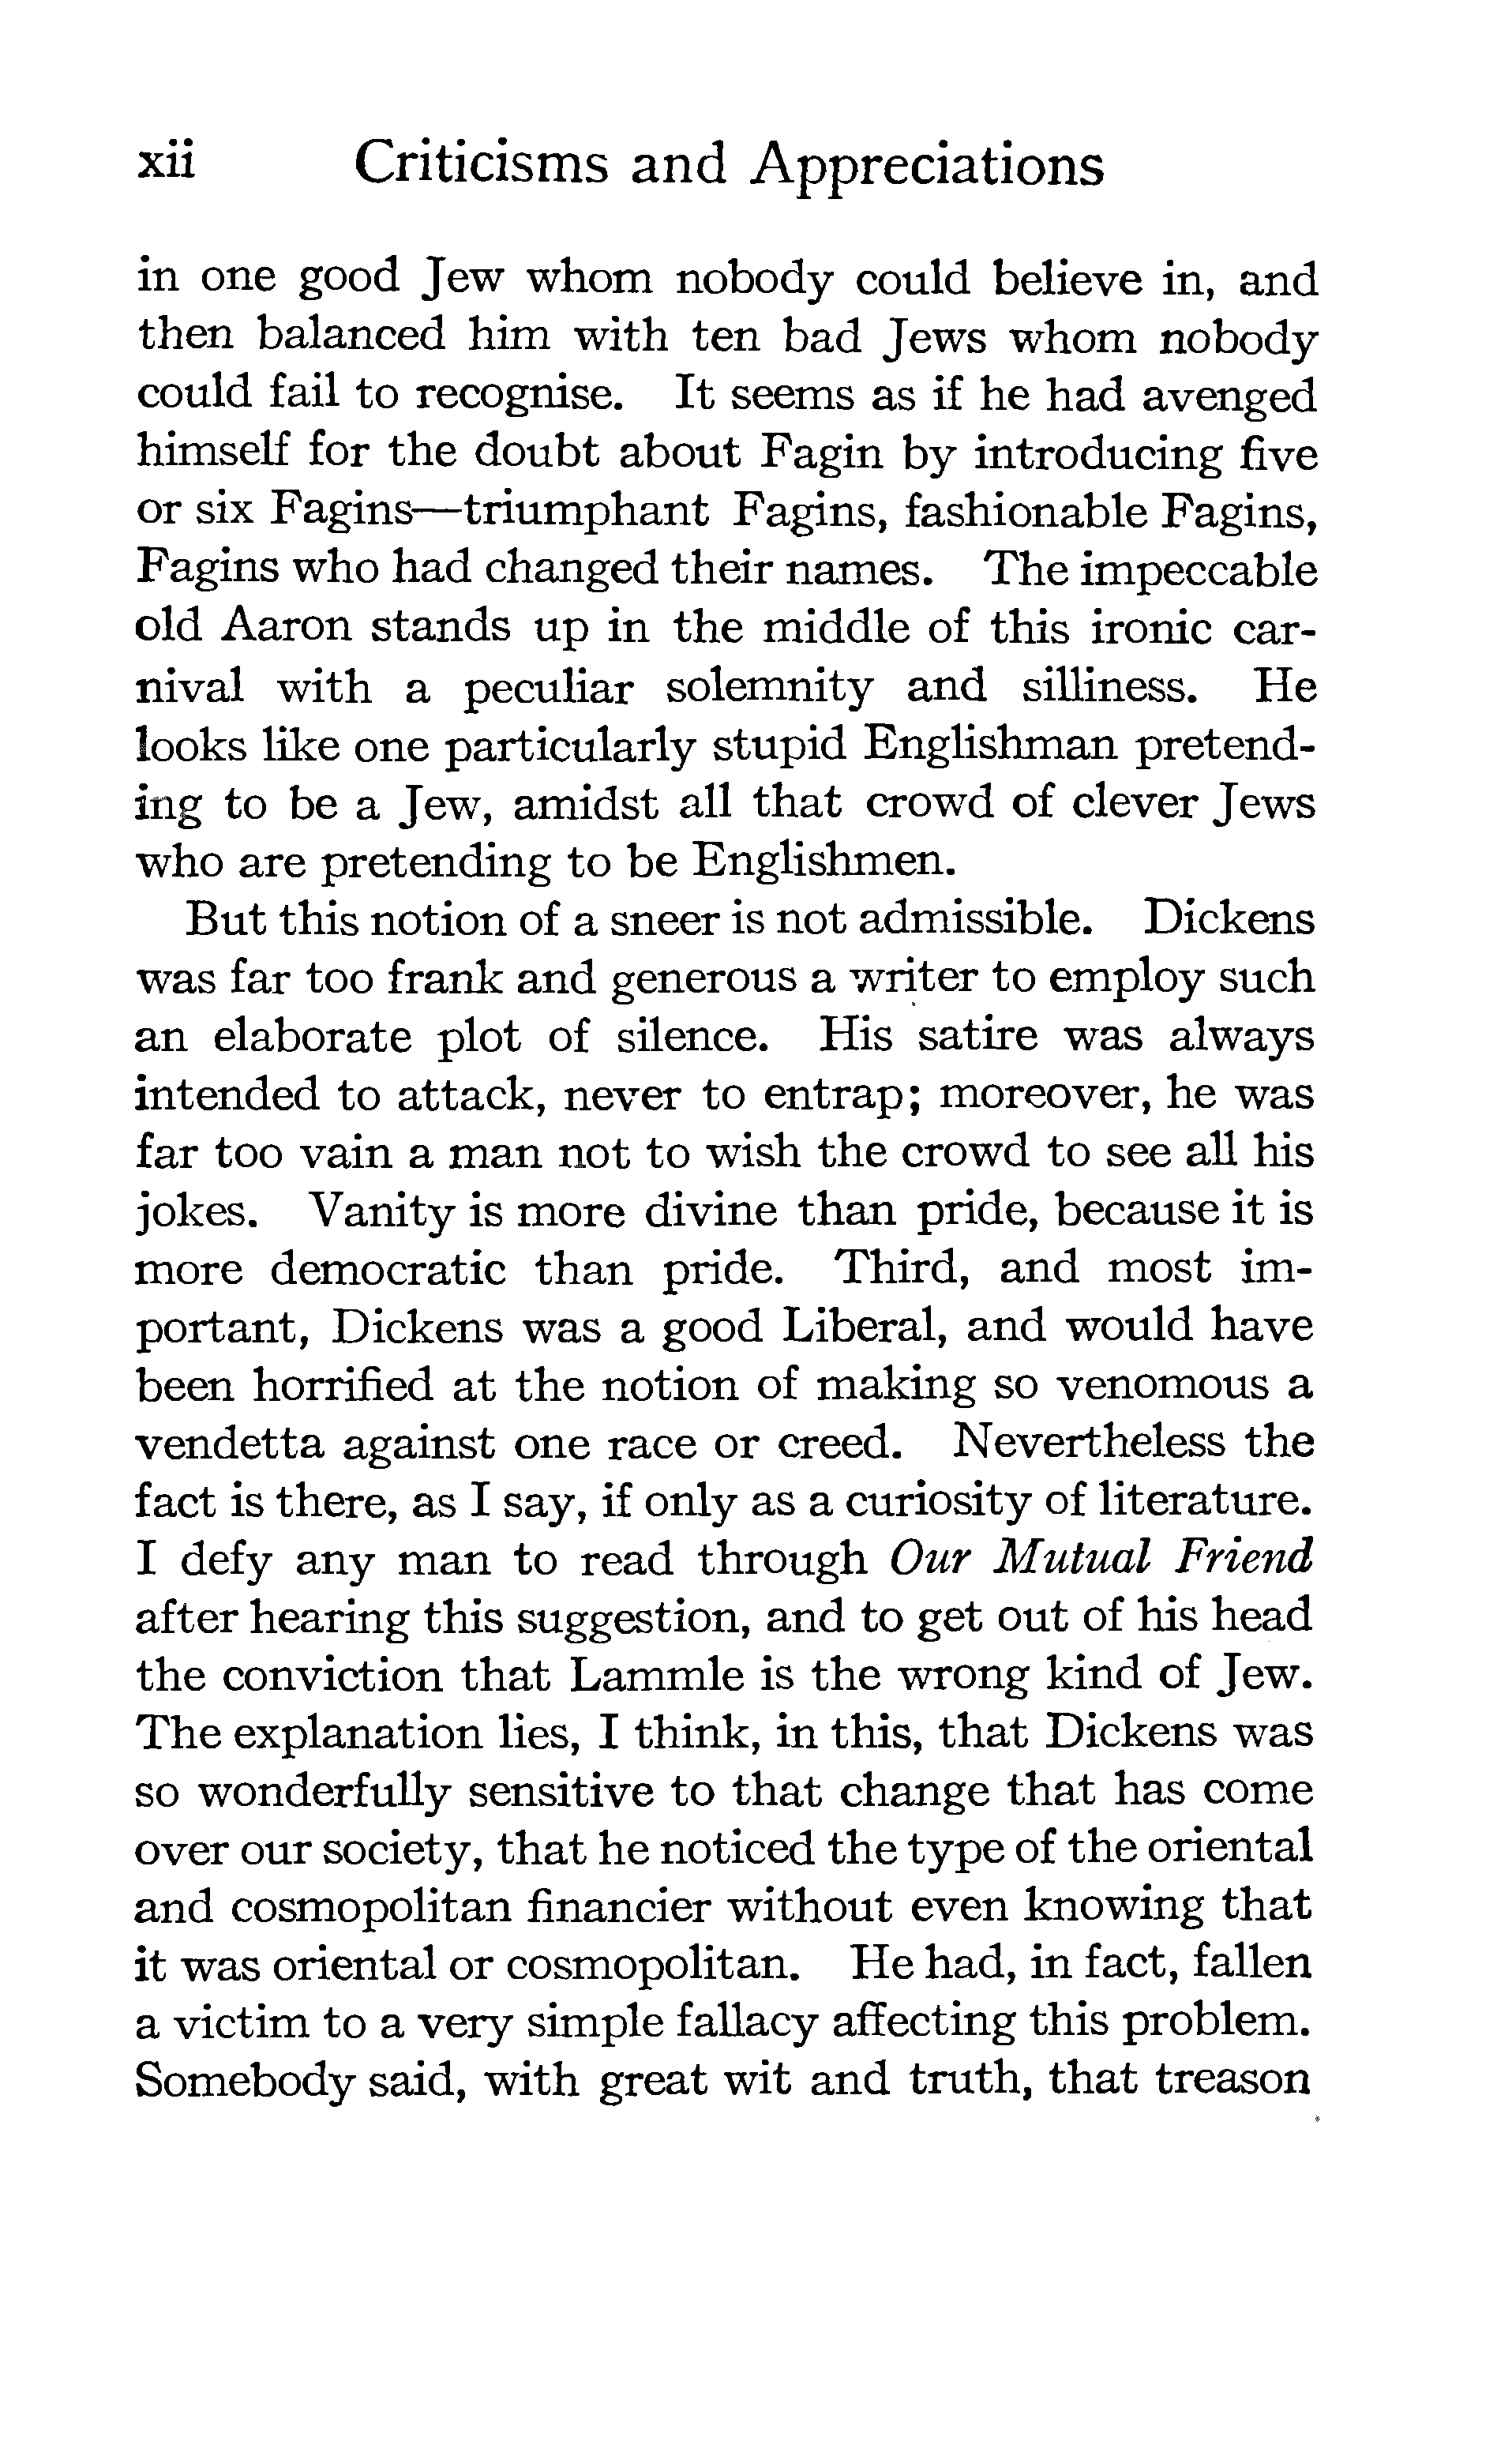 xii Criticisms and Appreciations
in one good Jew whom nobody could believe in, and
then balanced him with ten bad Jews whom nobody
could fail to recognise. It seems as if he had avenged
himself for the doubt about Fagin by introducing five
or six Fagins—triumphant Fagins, fashionable Fagins,
Fagins who had changed their names. The impeccable
old Aaron stands up in the middle of this ironic car-
nival with a peculiar solemnity and silliness. He
looks like one particularly stupid Englishman pretend-
ing to be a Jew, amidst all that crowd of clever Jews
who are pretending to be Englishmen.
But this notion of a sneer is not admissible. Dickens
was far too frank and generous a writer to employ such
an elaborate plot of silence. His satire was always
intended to attack, never to entrap; moreover, he was
far too vain a man not to wish the crowd to see all his
jokes. Vanity is more divine than pride, because it is
more democratic than pride. Third, and most im-
portant, Dickens was a good Liberal, and would have
been horrified at the notion of making so venomous a
vendetta against one race or creed. Nevertheless the
fact is there, as I say, if only as a curiosity of literature.
I defy any man to read through Our Mutual Friend
after hearing this suggestion, and to get out of his head
the conviction that Lammle is the wrong kind of Jew.
The explanation lies, I think, in this, that Dickens was
so wonderfully sensitive to that change that has come
over our society, that he noticed the type of the oriental
and cosmopolitan financier without even knowing that
it was oriental or cosmopolitan. He had, in fact, fallen
a victim to a very simple fallacy affecting this problem.
Somebody said, with great wit and truth, that treason